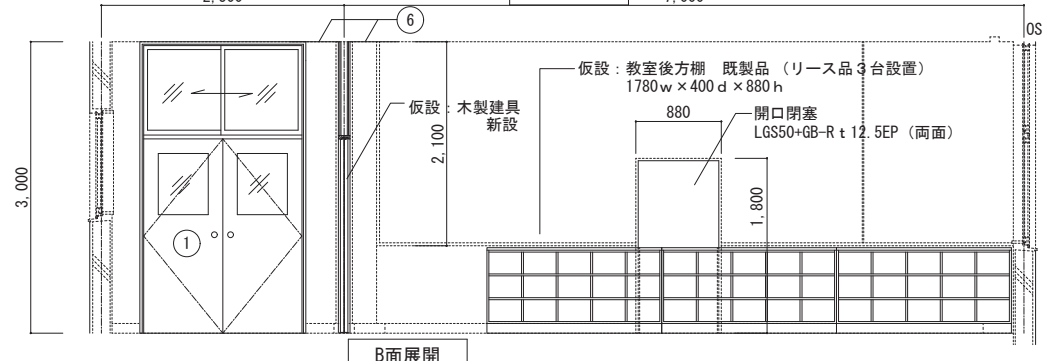 ⑥
OS
仮設：教室後方棚 既製品 （リース品３台設置）
1780ｗ×400ｄ×880ｈ
仮設：木製建具
新設
880
開口閉塞
LGS50+GB-Rｔ12.5EP（両面）
2,100
3,000
1,800
①
B面展開